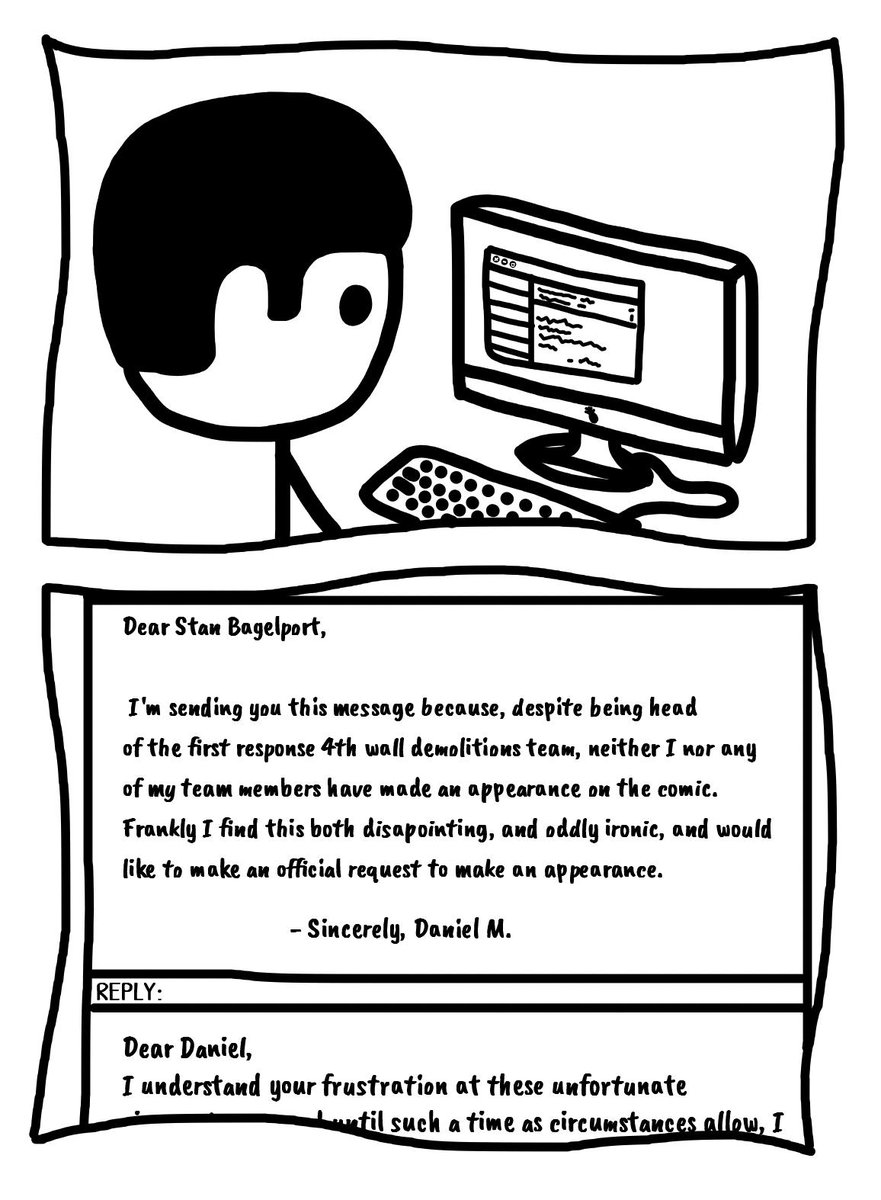 Dear Stan Bagelport,
I'm sending you this message because, despite being head
of the first response 4th wall demolitions team, neither I nor any
of my team members have made an appearance on the comic.
Frankly I find this both disapointing, and oddly ironic, and would
like to make an official request to make an appearance.
- Sincerely, Daniel M.
REPLY:
Dear Daniel,
I understand your frustration at these unfortunate
until such a time as circumstances allow, I